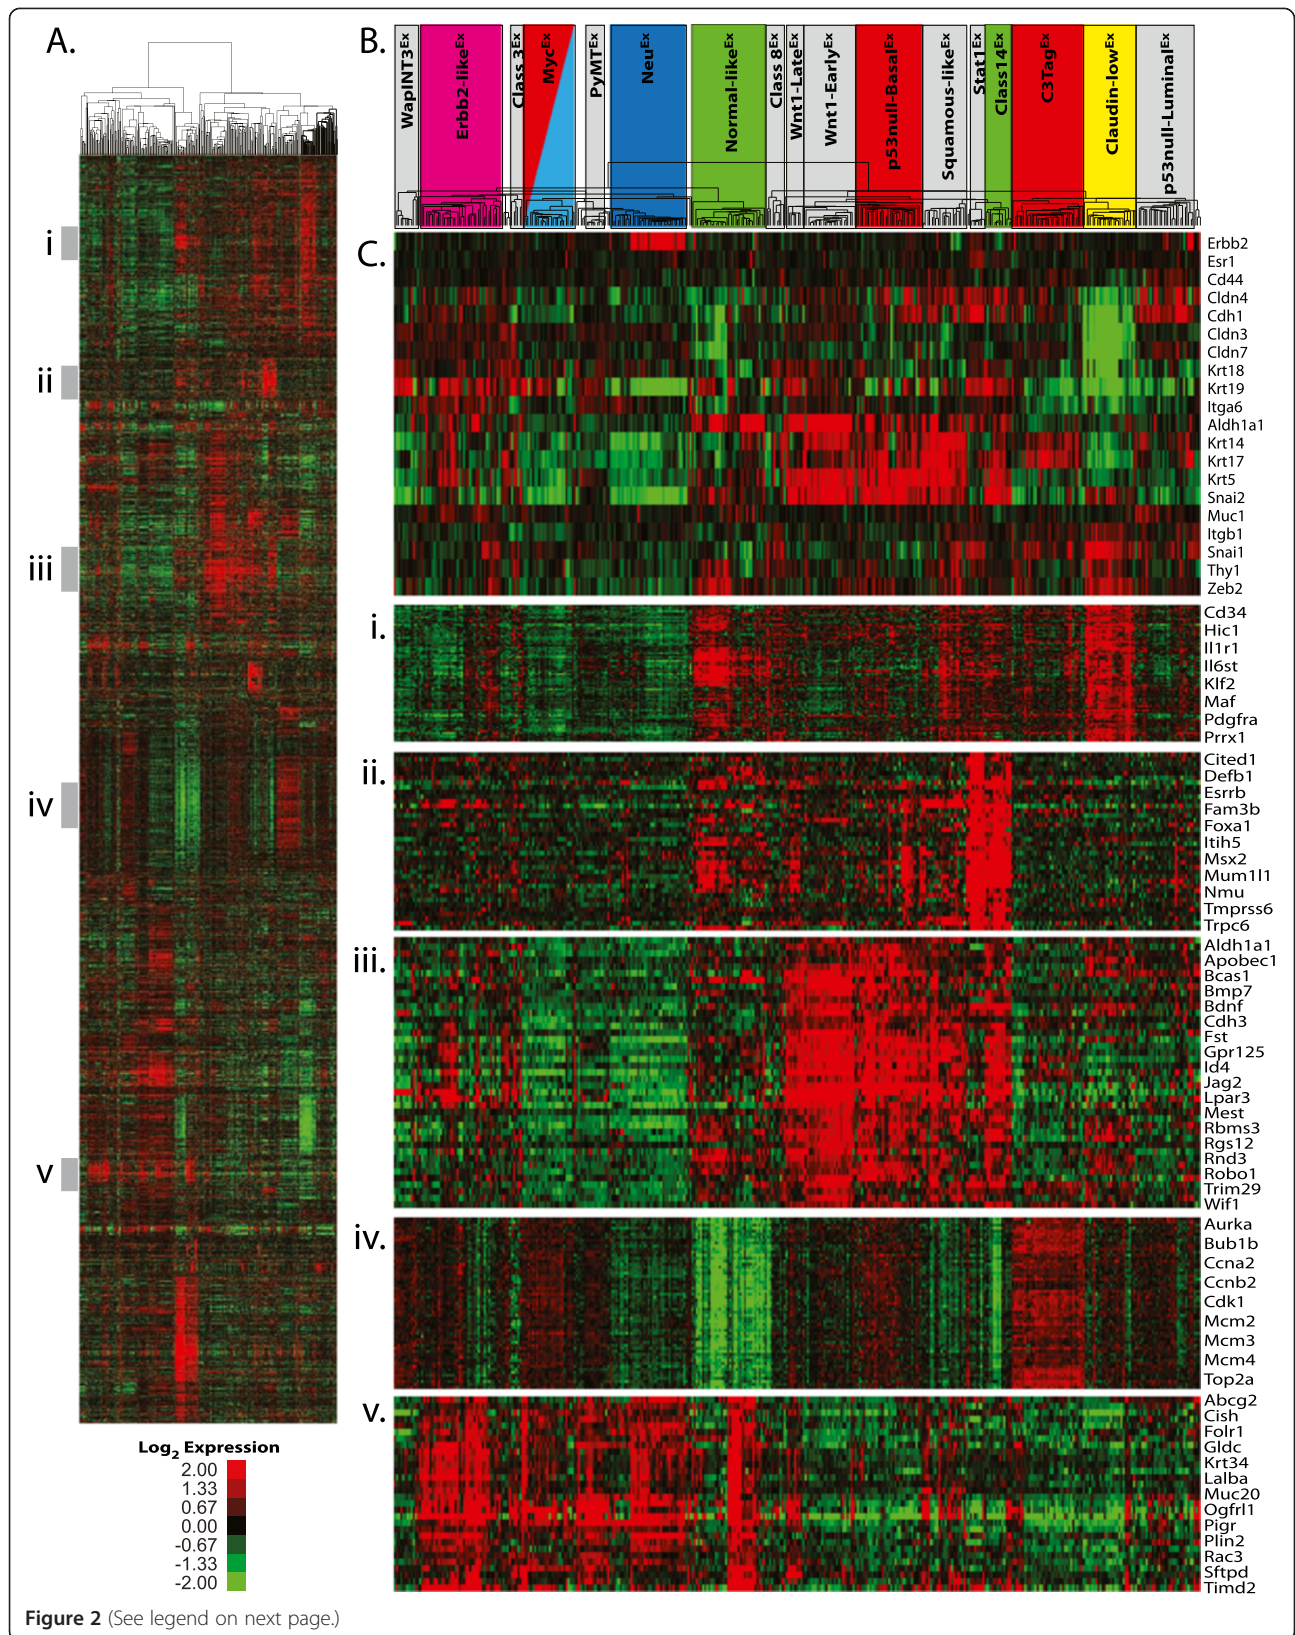 A.
B.
WapINT3Ex
Erbb2-likeEx
Class 3Ex
MycEx
PyMTEx
NeuEx
Normal-likeEx
Class 8Ex
Wnt1-LateEx
Wnt1-EarlyEx
p53null-BasalEx
Squamous-likeEx
Stat1Ex
Class14Ex
C3TagEx
Claudin-lowEx
p53null-LuminalEx
i
ii
iii
iv
v
C.
Erbb2
Esr1
Cd44
Cldn4
Cdh1
Cldn3
Cldn7
Krt18
Krt19
Itga6
Aldh1a1
Krt14
Krt17
Krt5
Snai2
Muc1
Itgb1
Snai1
Thy1
Zeb2
i.
Cd34
Hic1
Il1r1
Il6st
Klf2
Maf
Pdgfra
Prrx1
ii.
Cited1
Defb1
Esrrb
Fam3b
Foxa1
Itih5
Msx2
Mum1l1
Nmu
Tmprss6
Trpc6
iii.
Aldh1a1
Apobec1
Bcas1
Bmp7
Bdnf
Cdh3
Fst
Gpr125
Id4
Jag2
Lpar3
Mest
Rbms3
Rgs12
Rnd3
Robo1
Trim29
Wif1
iv.
Aurka
Bub1b
Ccna2
Ccnb2
Cdk1
Mcm2
Mcm3
Mcm4
Top2a
v.
Abcg2
Cish
Folr1
Gldc
Krt34
Lalba
Muc20
Ogfrl1
Pigr
Plin2
Rac3
Sftpd
Timd2
Log2 Expression
2.00
1.33
0.67
0.00
-0.67
-1.33
-2.00
Figure 2 (See legend on next page.)